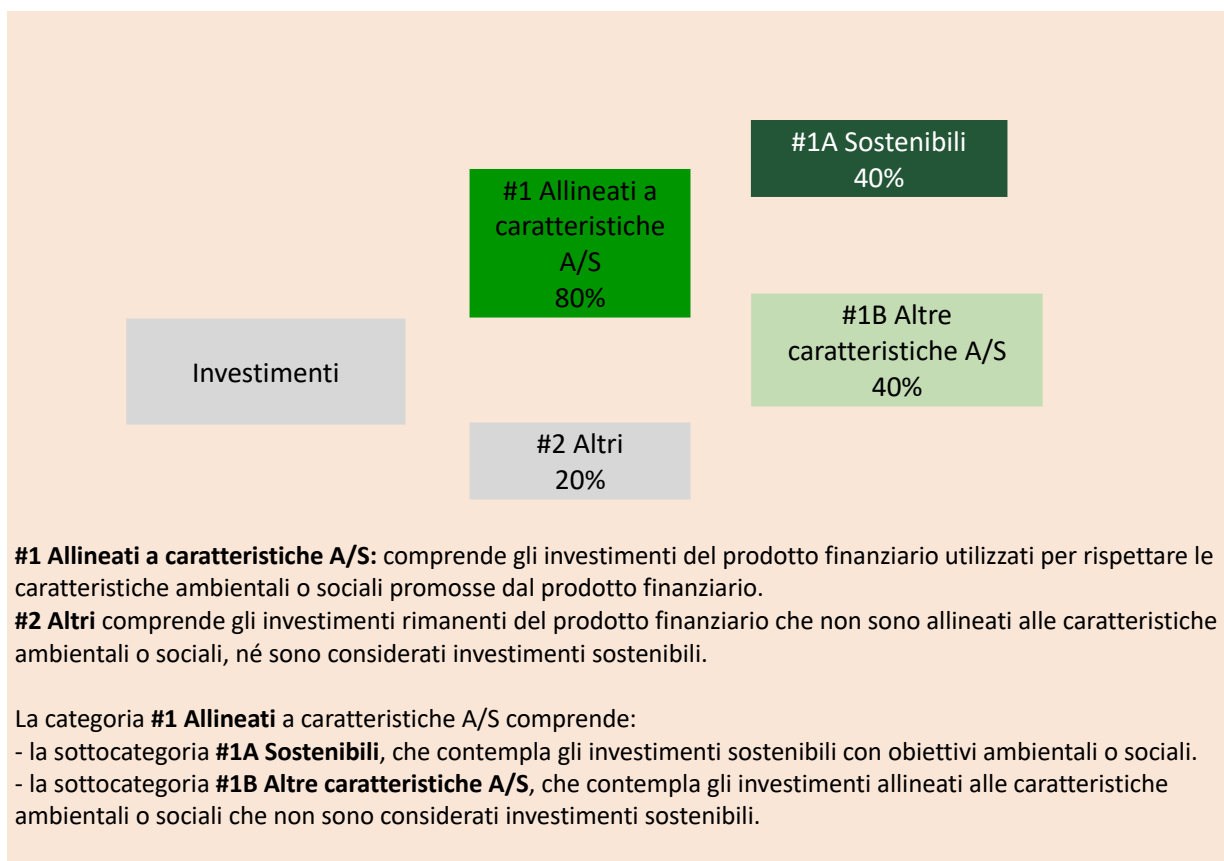 #1A Sostenibili
40%
#1 Allineati a
caratteristiche
A/S
80%
#1B Altre
caratteristiche A/S
40%
Investimenti
#2 Altri
20%
#1 Allineati a caratteristiche A/S: comprende gli investimenti del prodotto finanziario utilizzati per rispettare le
caratteristiche ambientali o sociali promosse dal prodotto finanziario.
#2 Altri comprende gli investimenti rimanenti del prodotto finanziario che non sono allineati alle caratteristiche
ambientali o sociali, né sono considerati investimenti sostenibili.
La categoria #1 Allineati a caratteristiche A/S comprende:
- la sottocategoria #1A Sostenibili, che contempla gli investimenti sostenibili con obiettivi ambientali o sociali.
- la sottocategoria #1B Altre caratteristiche A/S, che contempla gli investimenti allineati alle caratteristiche
ambientali o sociali che non sono considerati investimenti sostenibili.